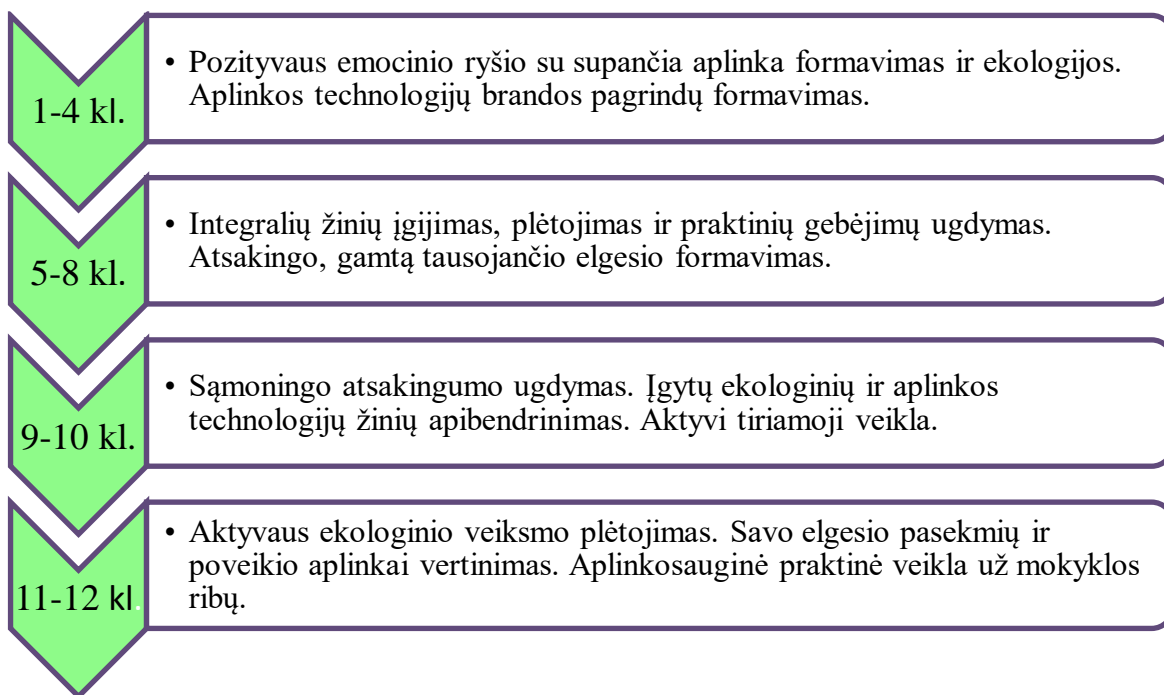 1-4 kl.
• Pozityvaus emocinio ryšio su supančia aplinka formavimas ir ekologijos.
Aplinkos technologijų brandos pagrindų formavimas.
5-8 kl.
• Integralių žinių įgijimas, plėtojimas ir praktinių gebėjimų ugdymas.
Atsakingo, gamtą tausojančio elgesio formavimas.
9-10 kl.
• Sąmoningo atsakingumo ugdymas. Įgytų ekologinių ir aplinkos
technologijų žinių apibendrinimas. Aktyvi tiriamoji veikla.
11-12 kl.
• Aktyvaus ekologinio veiksmo plėtojimas. Savo elgesio pasekmių ir
poveikio aplinkai vertinimas. Aplinkosauginė praktinė veikla už mokyklos
ribų.